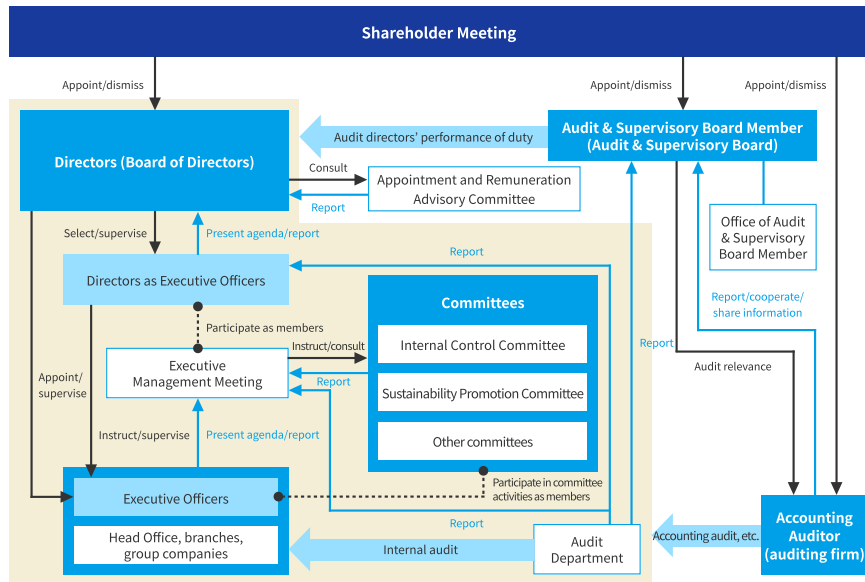 Shareholder Meeting
Appoint/dismiss
Appoint/dismiss
Appoint/dismiss
Directors (Board of Directors)
Audit directors’ performance of duty
Audit & Supervisory Board Member
(Audit & Supervisory Board)
Consult
Report
Appointment and Remuneration
Advisory Committee
Office of Audit
& Supervisory
Board Member
Select/supervise
Present agenda/report
Report
Directors as Executive Officers
Committees
Report/cooperate/
share information
Participate as members
Instruct/consult
Internal Control Committee
Report
Executive
Management Meeting
Report
Audit relevance
Appoint/
supervise
Sustainability Promotion Committee
Instruct/supervise
Present agenda/report
Other committees
Participate in committee
activities as members
Executive Officers
Report
Head Office, branches,
group companies
Internal audit
Audit
Department
Accounting audit, etc.
Accounting
Auditor
(auditing firm)